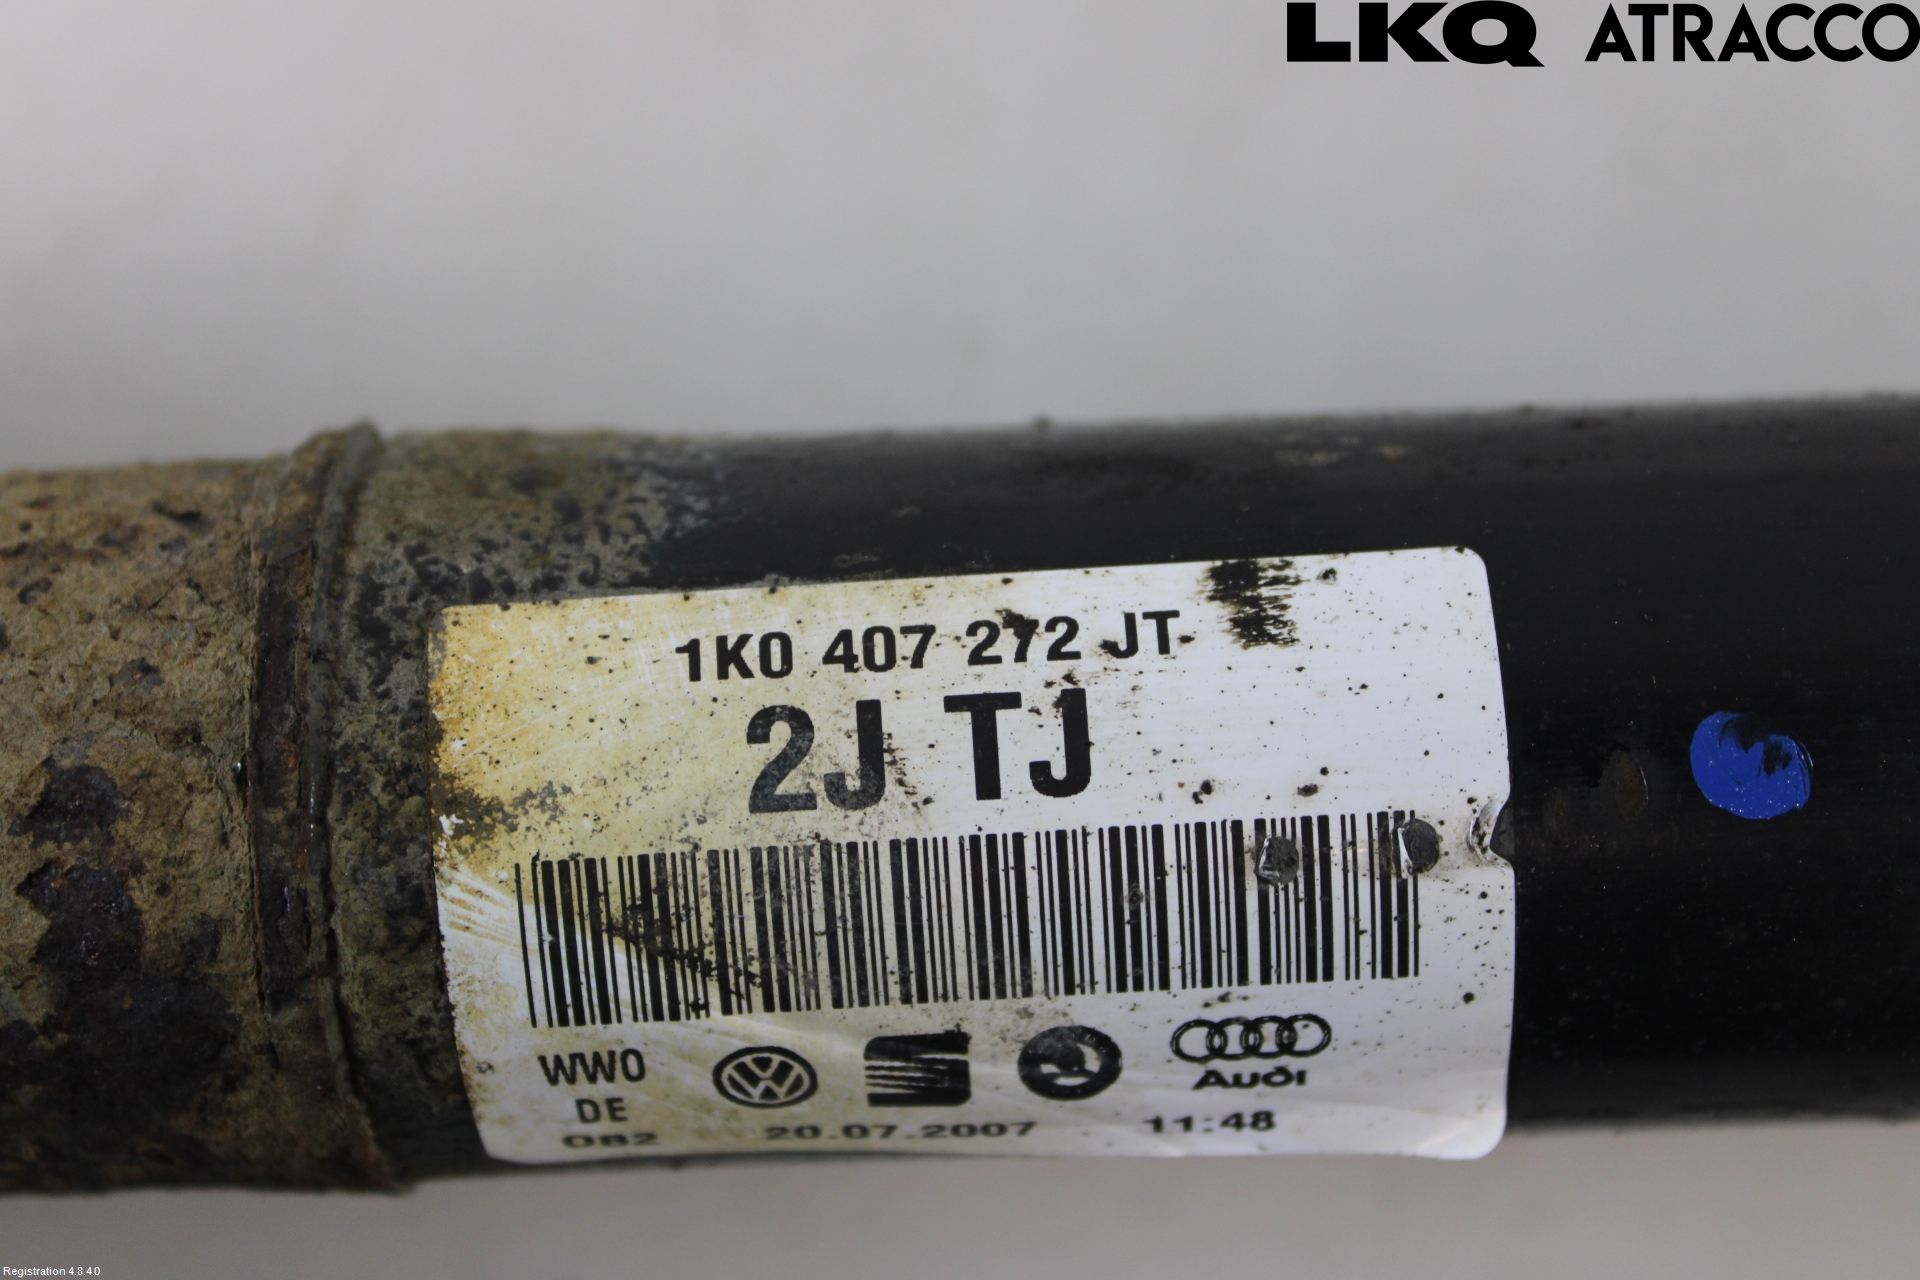 LKQ ATRACCO
1K0 407 272 JT
2J TJ
WW0
DE
OB2
20.07.2007
11:48
Audi
Registration 4.8.4.0